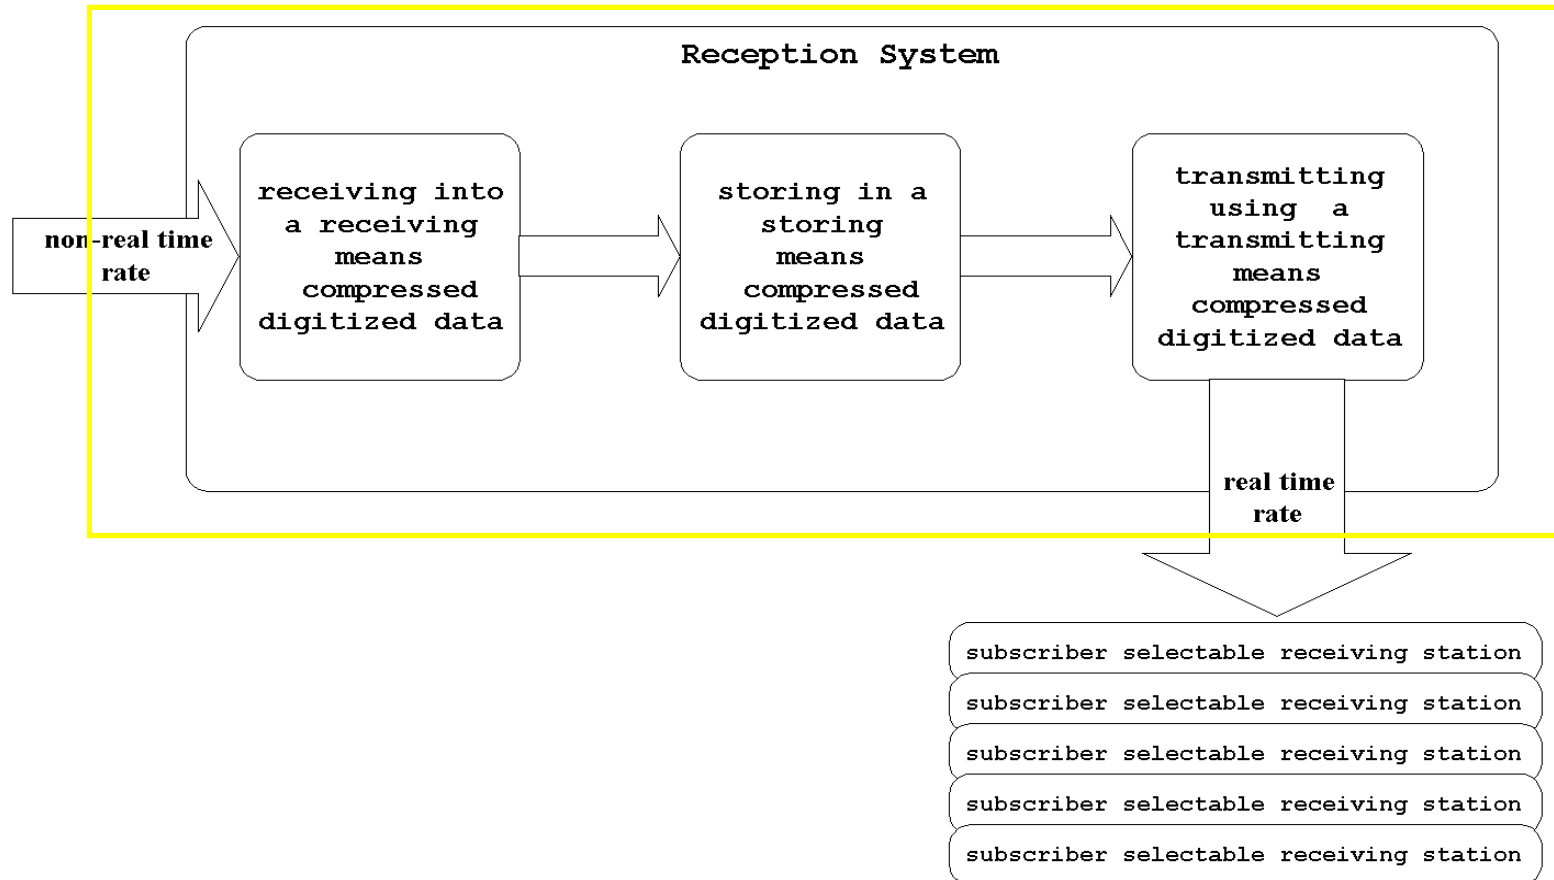 Reception System
non-real time
rate
receiving into
a receiving
means
compressed
digitized data
storing in a
storing
means
compressed
digitized data
transmitting
using a
transmitting
means
compressed
digitized data
real time
rate
subscriber selectable receiving station
subscriber selectable receiving station
subscriber selectable receiving station
subscriber selectable receiving station
subscriber selectable receiving station